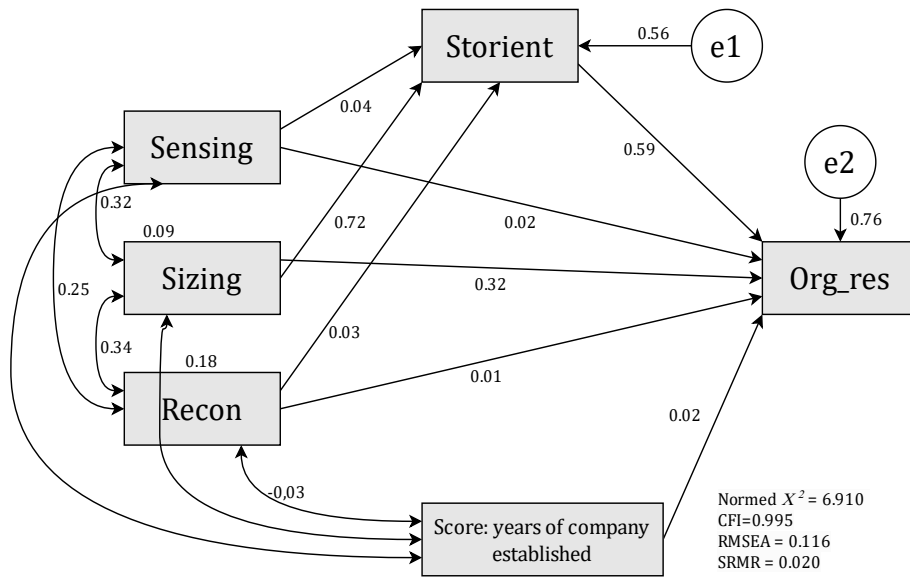 Storient
0.56
e1
0.04
Sensing
0.59
e2
0.32
0.72
0.02
0.76
0.09
Sizing
0.32
Org_res
0.25
0.34
0.03
0.18
0.01
Recon
0.02
-0,03
Score: years of company
established
Normed X² = 6.910
CFI=0.995
RMSEA = 0.116
SRMR = 0.020